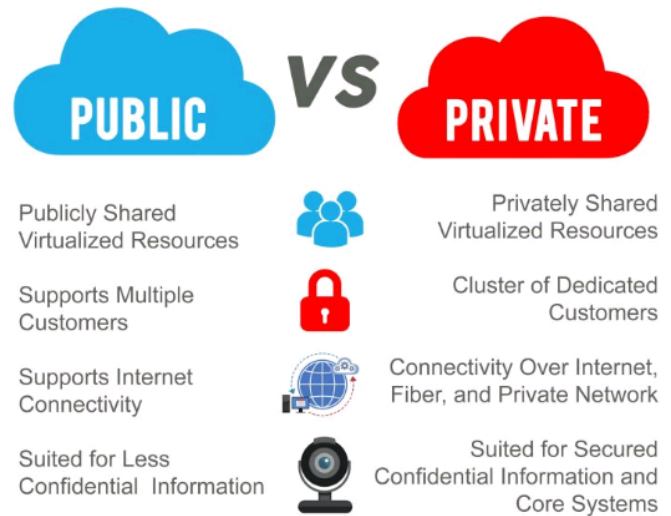 PUBLIC
VS
PRIVATE
Publicly Shared
Virtualized Resources
Privately Shared
Virtualized Resources
Supports Multiple
Customers
Cluster of Dedicated
Customers
Supports Internet
Connectivity
Connectivity Over Internet,
Fiber, and Private Network
Suited for Less
Confidential Information
Suited for Secured
Confidential Information and
Core Systems